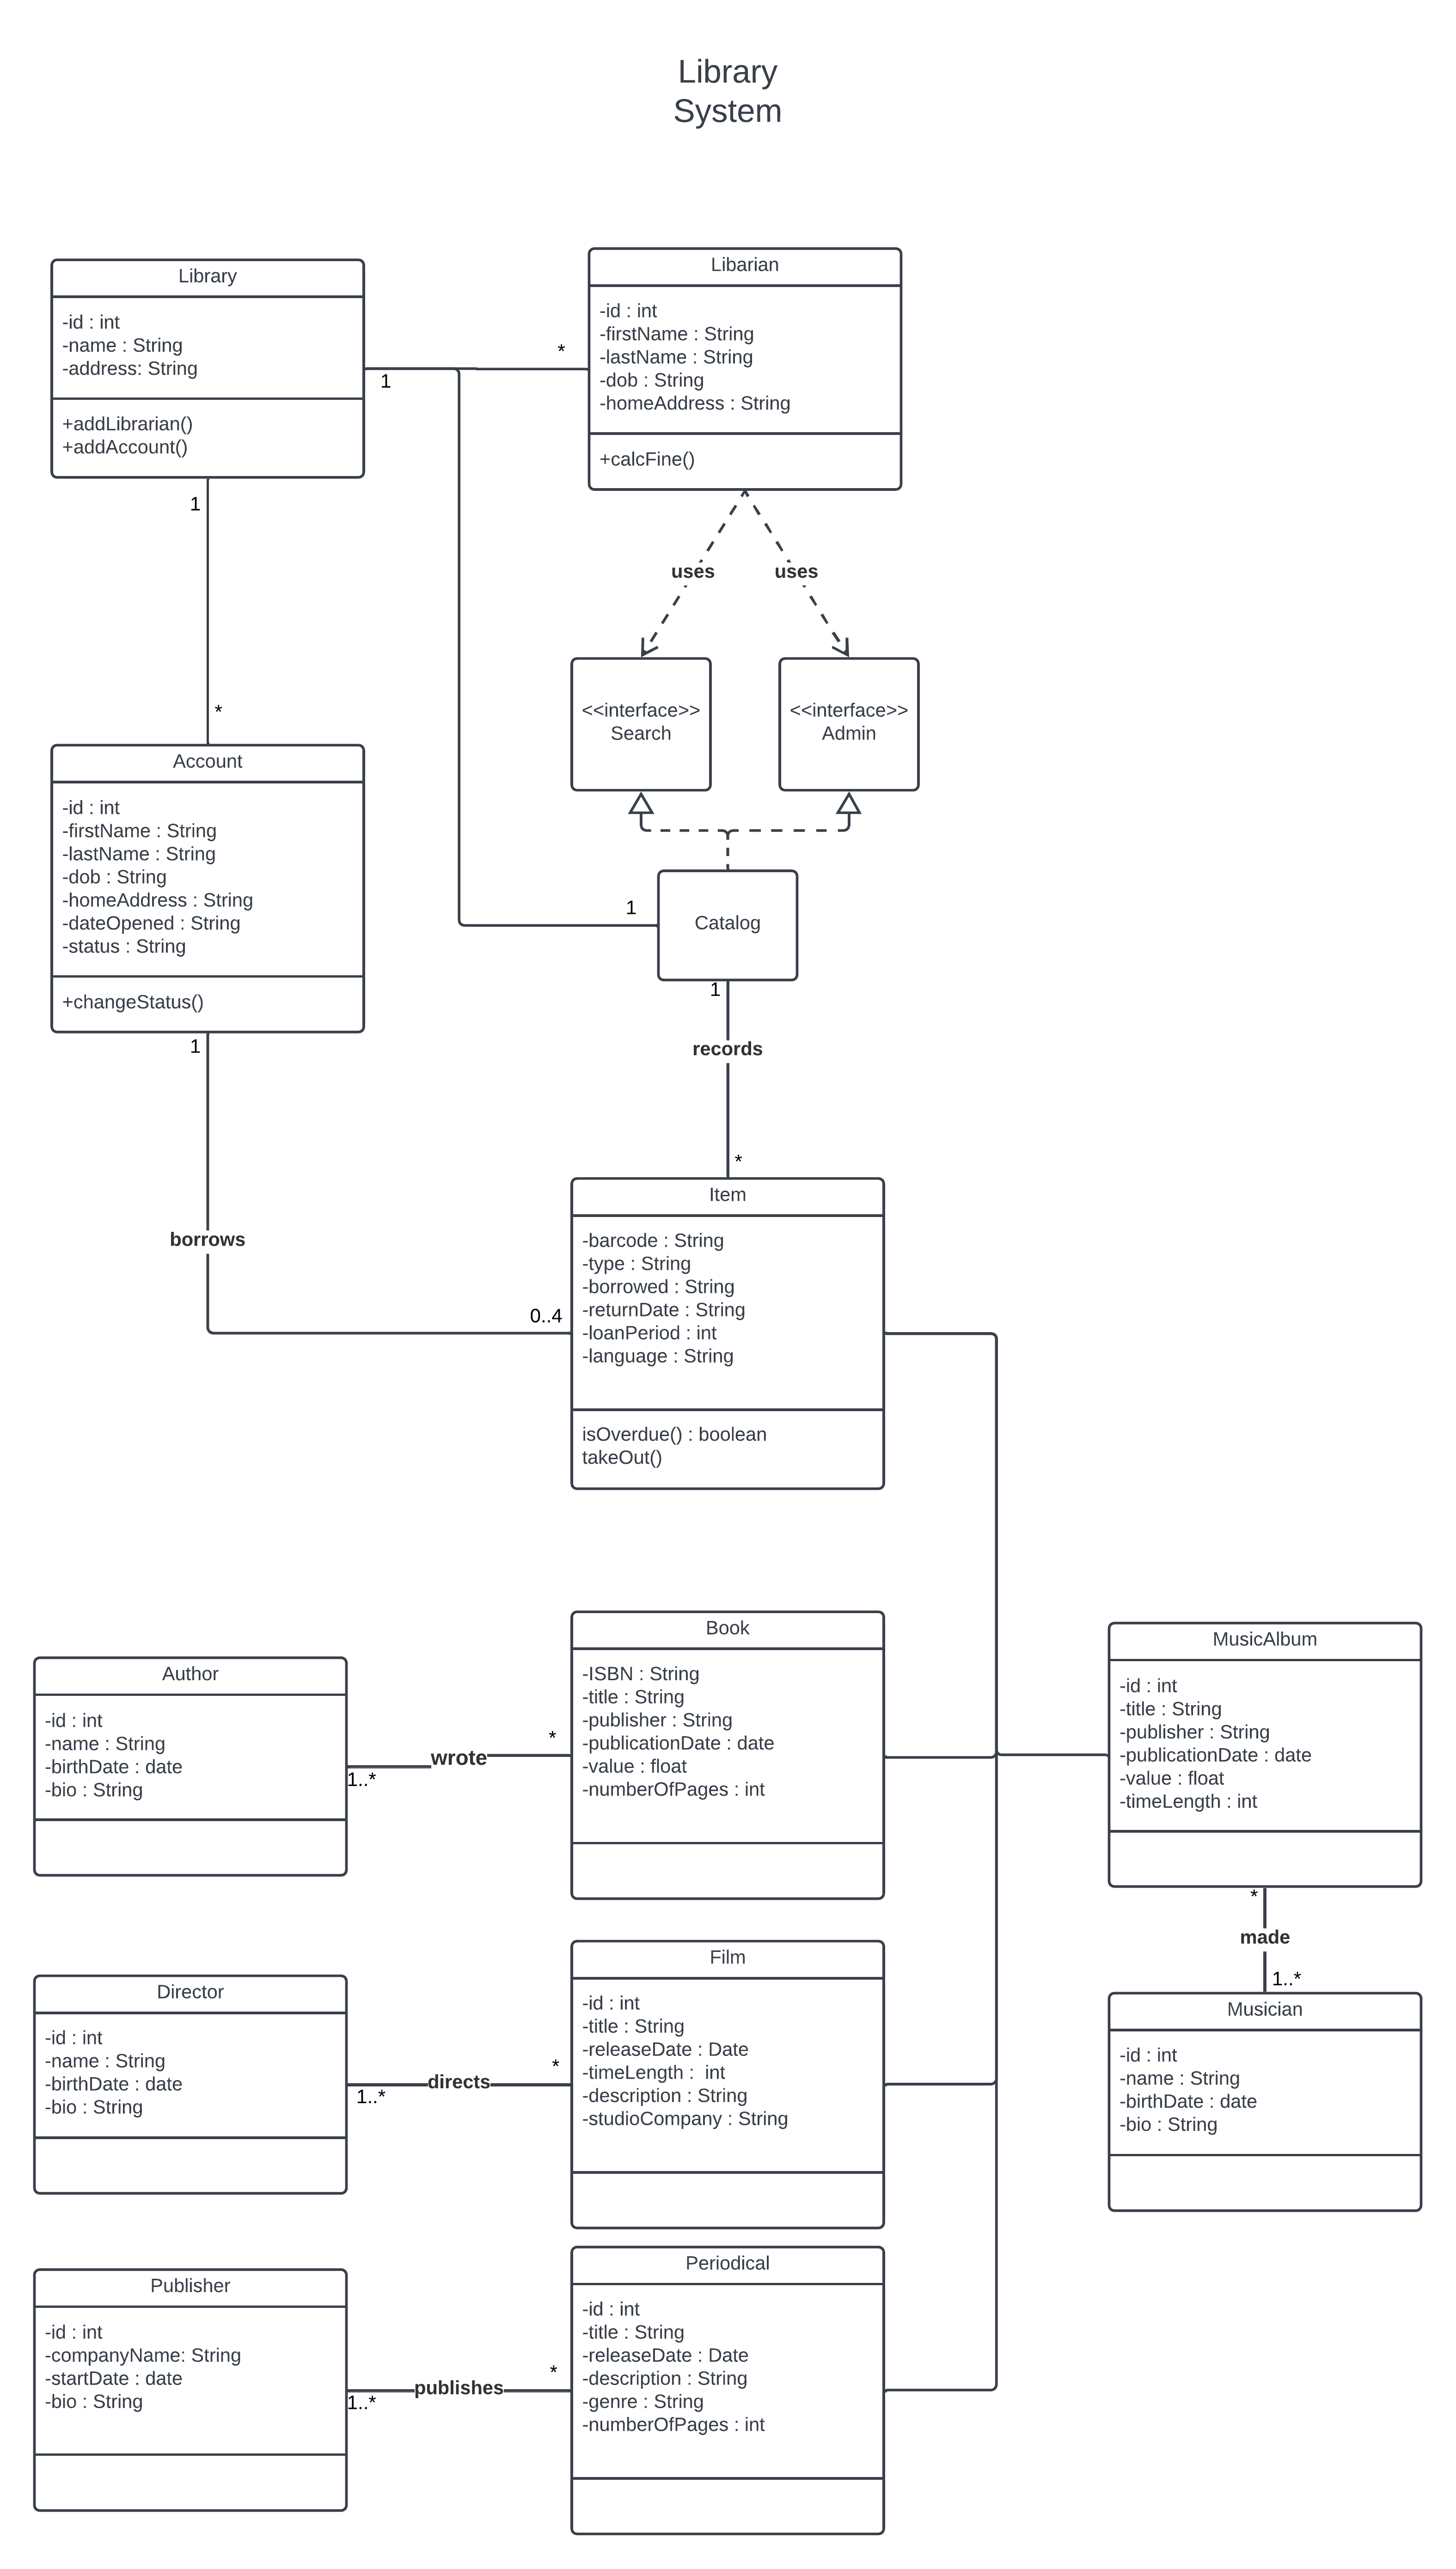 Library
System
Library
-id : int
-name : String
-address: String
+addLibrarian()
+addAccount()
1
*
Libarian
-id : int
-firstName : String
-lastName : String
-dob : String
-homeAddress : String
+calcFine()
uses
uses
<<interface>>
Search
<<interface>>
Admin
1
*
Account
-id : int
-firstName : String
-lastName : String
-dob : String
-homeAddress : String
-dateOpened : String
-status : String
+changeStatus()
1
Catalog
1
records
*
1
borrows
0..4
Item
-barcode : String
-type : String
-borrowed : String
-returnDate : String
-loanPeriod : int
-language : String
isOverdue() : boolean
takeOut()
Author
-id : int
-name : String
-birthDate : date
-bio : String
1..*
wrote
*
Book
-ISBN : String
-title : String
-publisher : String
-publicationDate : date
-value : float
-numberOfPages : int
MusicAlbum
-id : int
-title : String
-publisher : String
-publicationDate : date
-value : float
-timeLength : int
*
made
1..*
Musician
-id : int
-name : String
-birthDate : date
-bio : String
Director
-id : int
-name : String
-birthDate : date
-bio : String
1..*
directs
*
Film
-id : int
-title : String
-releaseDate : Date
-timeLength :  int
-description : String
-studioCompany : String
Publisher
-id : int
-companyName: String
-startDate : date
-bio : String
1..*
publishes
*
Periodical
-id : int
-title : String
-releaseDate : Date
-description : String
-genre : String
-numberOfPages : int